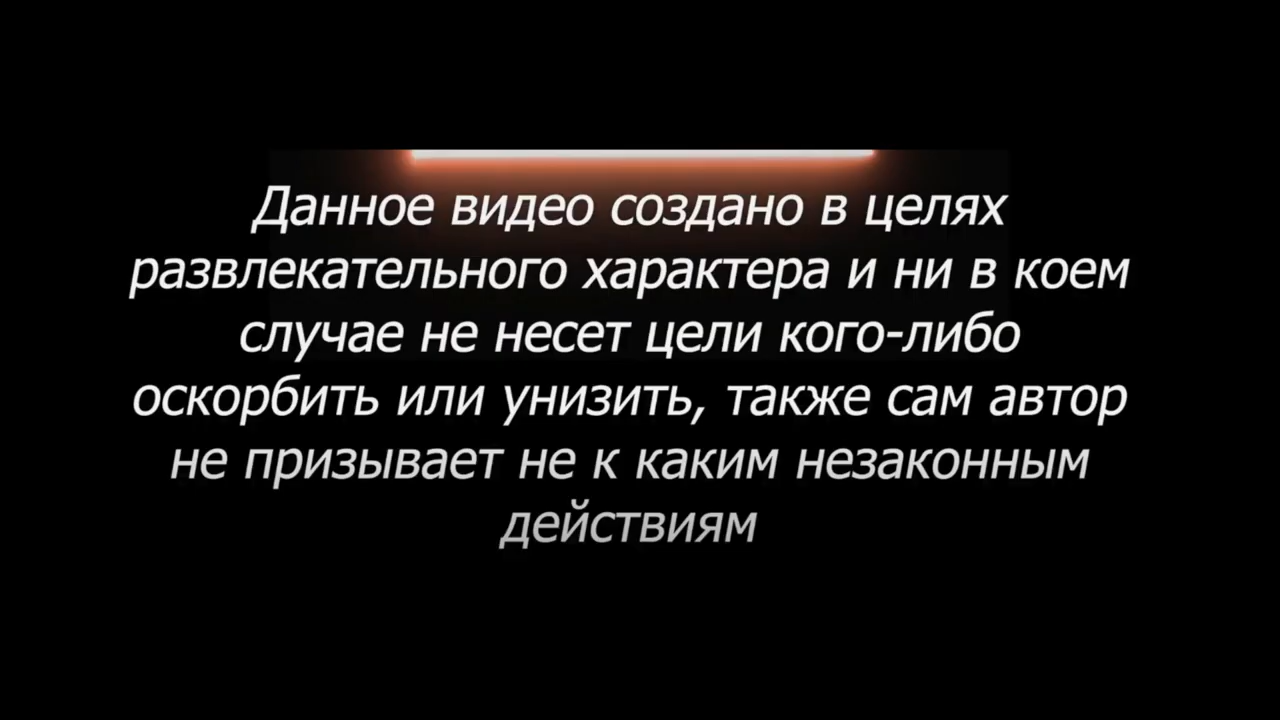 Данное видео создано в целях
развлекательного характера и ни в коем
случае не несет цели кого-либо
оскорбить или унизить, также сам автор
не призывает не к каким незаконным
действиям